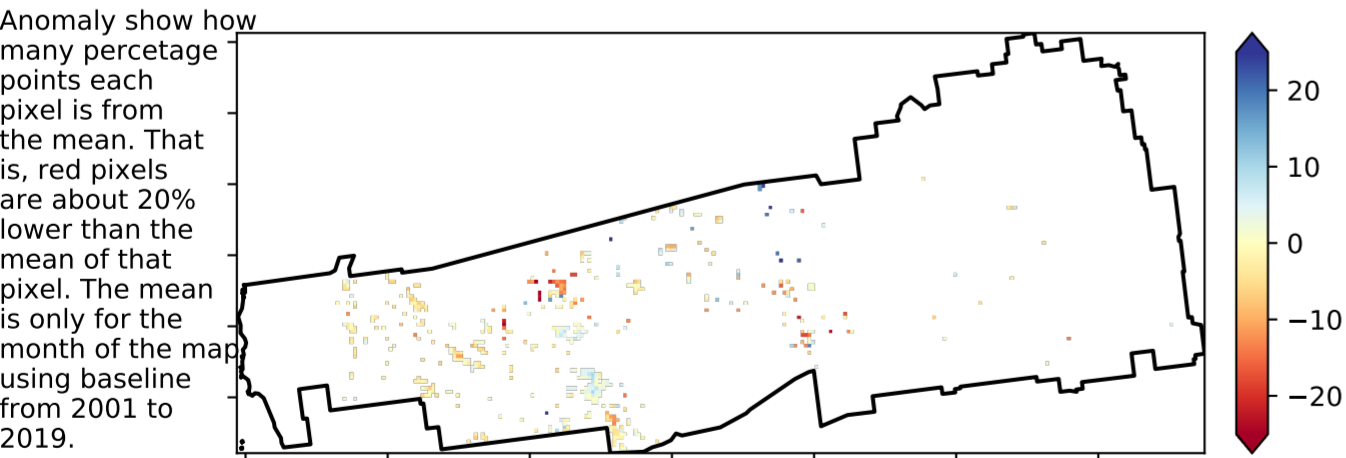 Anomaly show how
many percetage
points each
pixel is from
the mean. That
is, red pixels
are about 20%
lower than the
mean of that
pixel. The mean
is only for the
month of the map
using baseline
from 2001 to
2019.
20
10
0
−10
−20